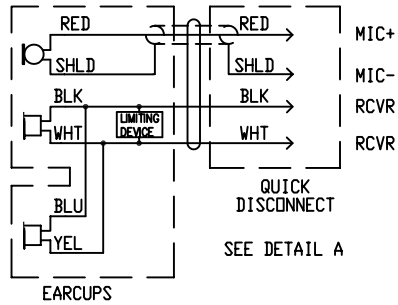 RED RED MIC+
SHLD SHLD MIC-
BLK BLK RCVR
LIMITING
DEVICE
WHT WHT RCVR
QUICK
DISCONNECT
BLU
YEL
SEE DETAIL A
EARCUPS